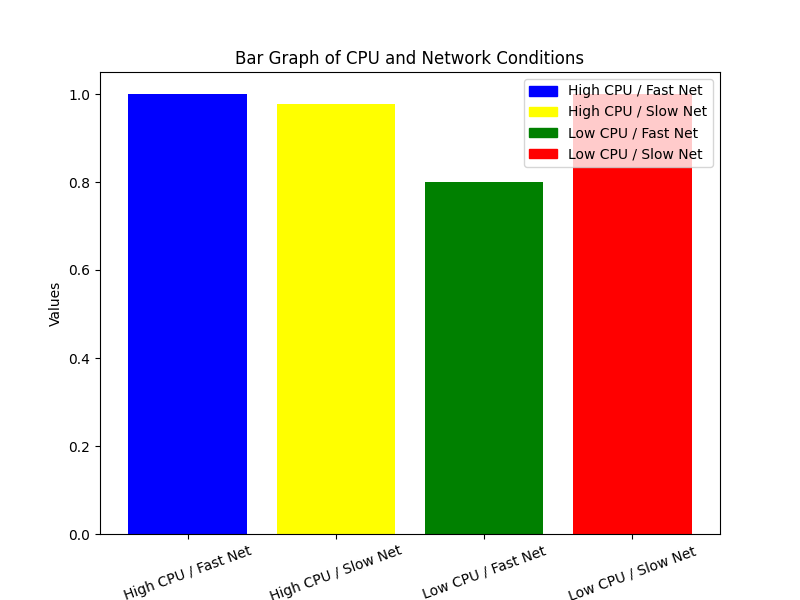 Bar Graph of CPU and Network Conditions
1.0
0.8
0.6
0.4
0.2
0.0
Values
High CPU / Fast Net
High CPU / Slow Net
Low CPU / Fast Net
Low CPU / Slow Net
High CPU / Fast Net
High CPU / Slow Net
Low CPU / Fast Net
Low CPU / Slow Net